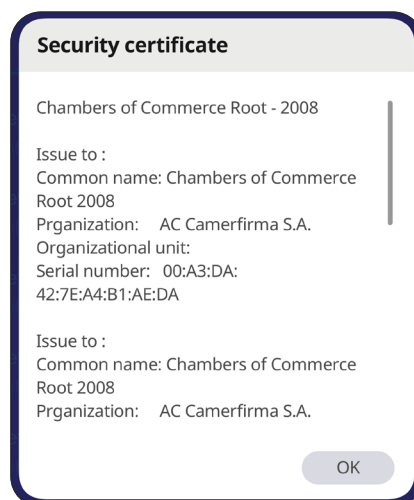 Security certificate
Chambers of Commerce Root - 2008
Issue to :
Common name: Chambers of Commerce
Root 2008
Prganization: AC Camerfirma S.A.
Organizational unit:
Serial number: 00:A3:DA:
42:7E:A4:B1:AE:DA
Issue to :
Common name: Chambers of Commerce
Root 2008
Prganization: AC Camerfirma S.A.
OK